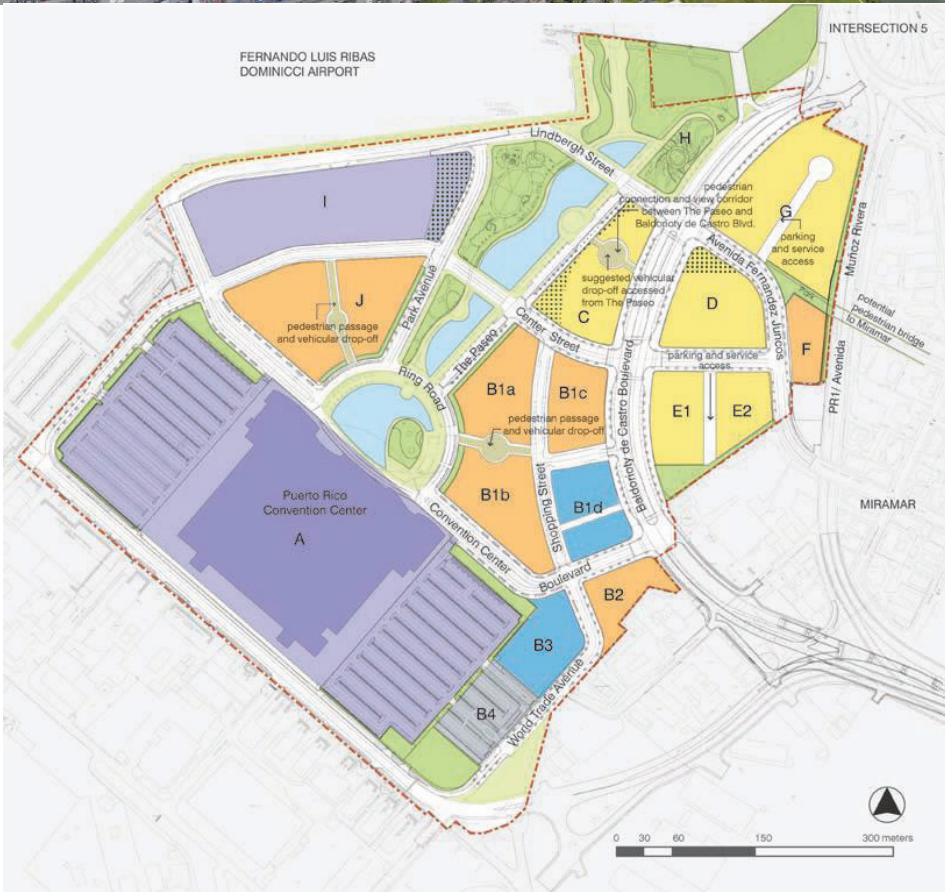 INTERSECTION 5
FERNANDO LUIS RIBAS
DOMINICCI AIRPORT
Lindbergh Street
H
pedestrian
connection and view corridor
between The Paseo and
Baldorioty de Castro Blvd.
I
G
parking
and service
access
Muñoz Rivera
Avenida Fernandez Juncos
suggested vehicular
drop-off accessed
from The Paseo
Park
potential
pedestrian bridge
to Miramar
J
pedestrian passage
and vehicular drop-off
Park Avenue
C
D
Center Street
The Paseo
F
parking and service
access
PR1/ Avenida
Ring Road
B1a
B1c
E1
E2
pedestrian passage
and vehicular drop-off
Baldorioty de Castro Boulevard
B1b
Shopping Street
B1d
Puerto Rico
Convention Center
A
MIRAMAR
Convention Center
Boulevard
B2
B3
B4
World Trade Avenue
0 30 60 150 300 meters